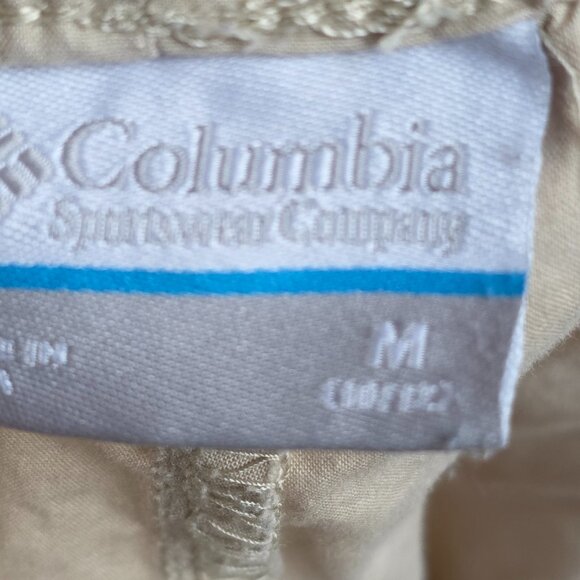 Columbia
Sportswear Company
M
(10/12)